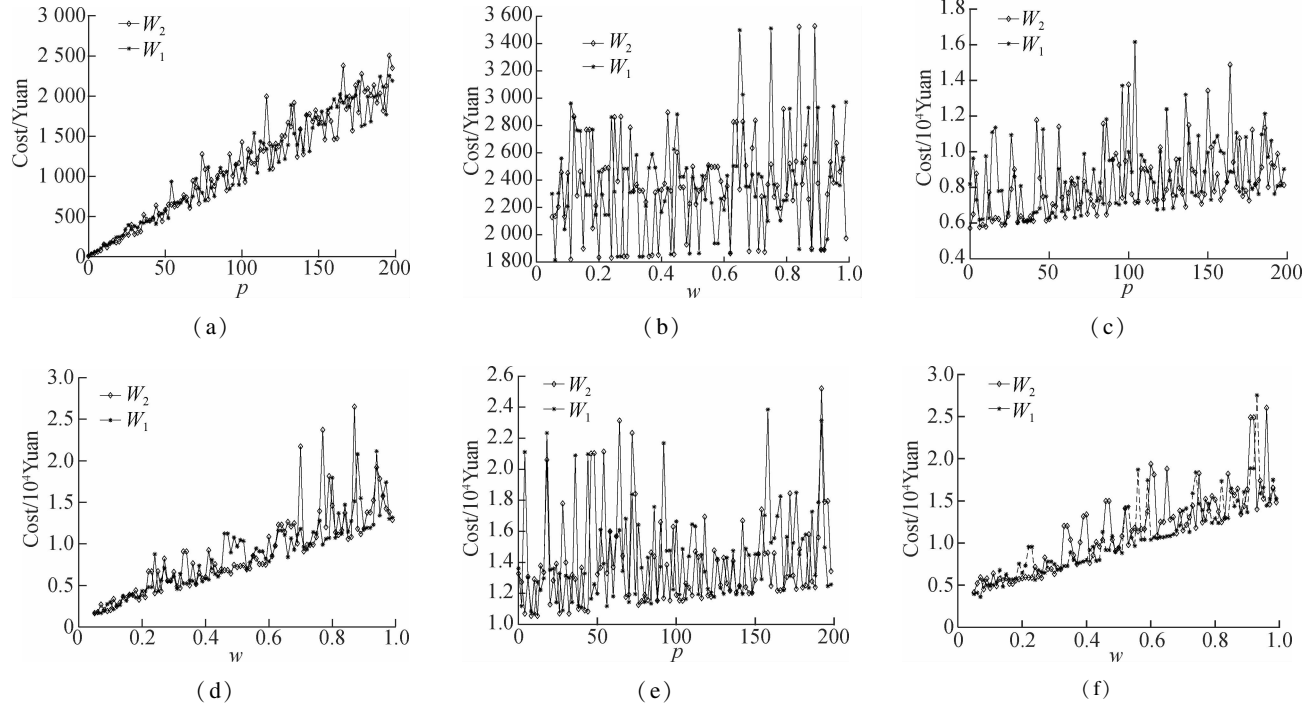 3 000
2 500
2 000
1 500
1 000
500
0
Cost/Yuan
W2
W1
0 50 100 150 200
p
(a)
3 600
3 400
3 200
3 000
2 800
2 600
2 400
2 200
2 000
1 800
Cost/Yuan
W2
W1
0 0.2 0.4 0.6 0.8 1.0
w
(b)
1.8
1.6
1.4
1.2
1.0
0.8
0.6
0.4
Cost/10⁴Yuan
W2
W1
0 50 100 150 200
p
(c)
3.0
2.5
2.0
1.5
1.0
0.5
0
Cost/10⁴Yuan
W2
W1
0 0.2 0.4 0.6 0.8 1.0
w
(d)
2.6
2.4
2.2
2.0
1.8
1.6
1.4
1.2
1.0
Cost/10⁴Yuan
W2
W1
0 50 100 150 200
p
(e)
3.0
2.5
2.0
1.5
1.0
0.5
0
Cost/10⁴Yuan
W2
W1
0 0.2 0.4 0.6 0.8 1.0
w
(f)